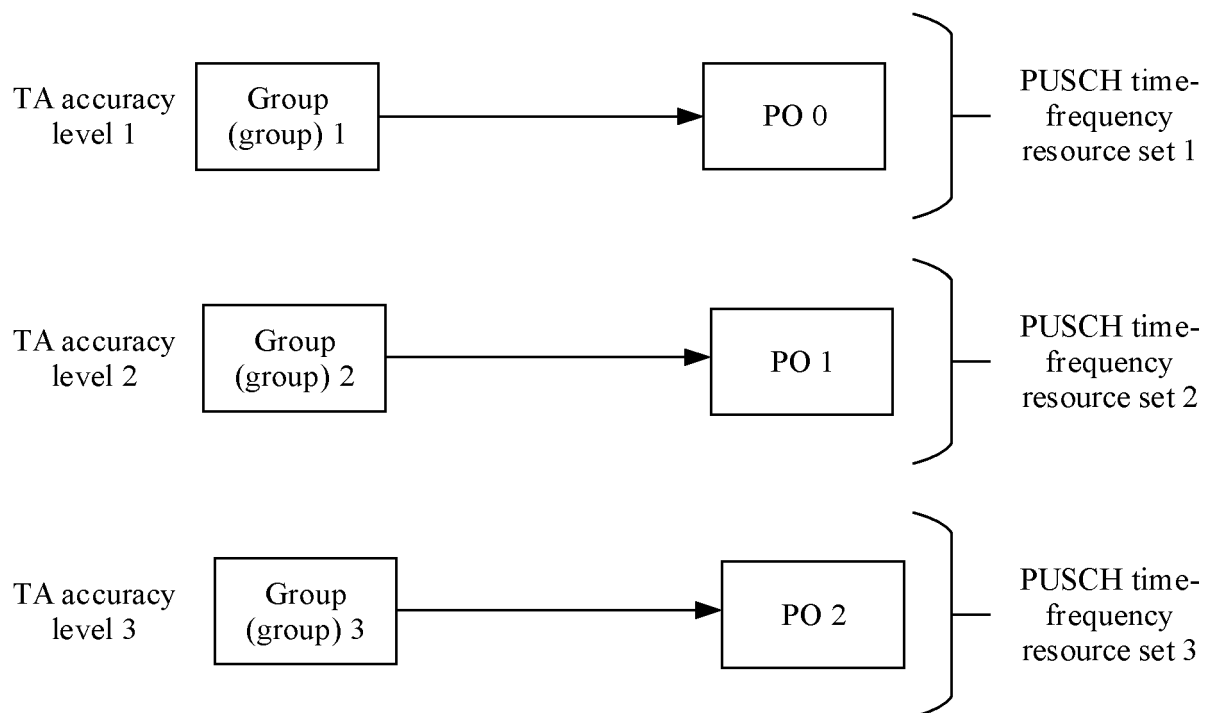 TA accuracy
level 1
Group
(group) 1
PO 0
PUSCH time-
frequency
resource set 1
TA accuracy
level 2
Group
(group) 2
PO 1
PUSCH time-
frequency
resource set 2
TA accuracy
level 3
Group
(group) 3
PO 2
PUSCH time-
frequency
resource set 3